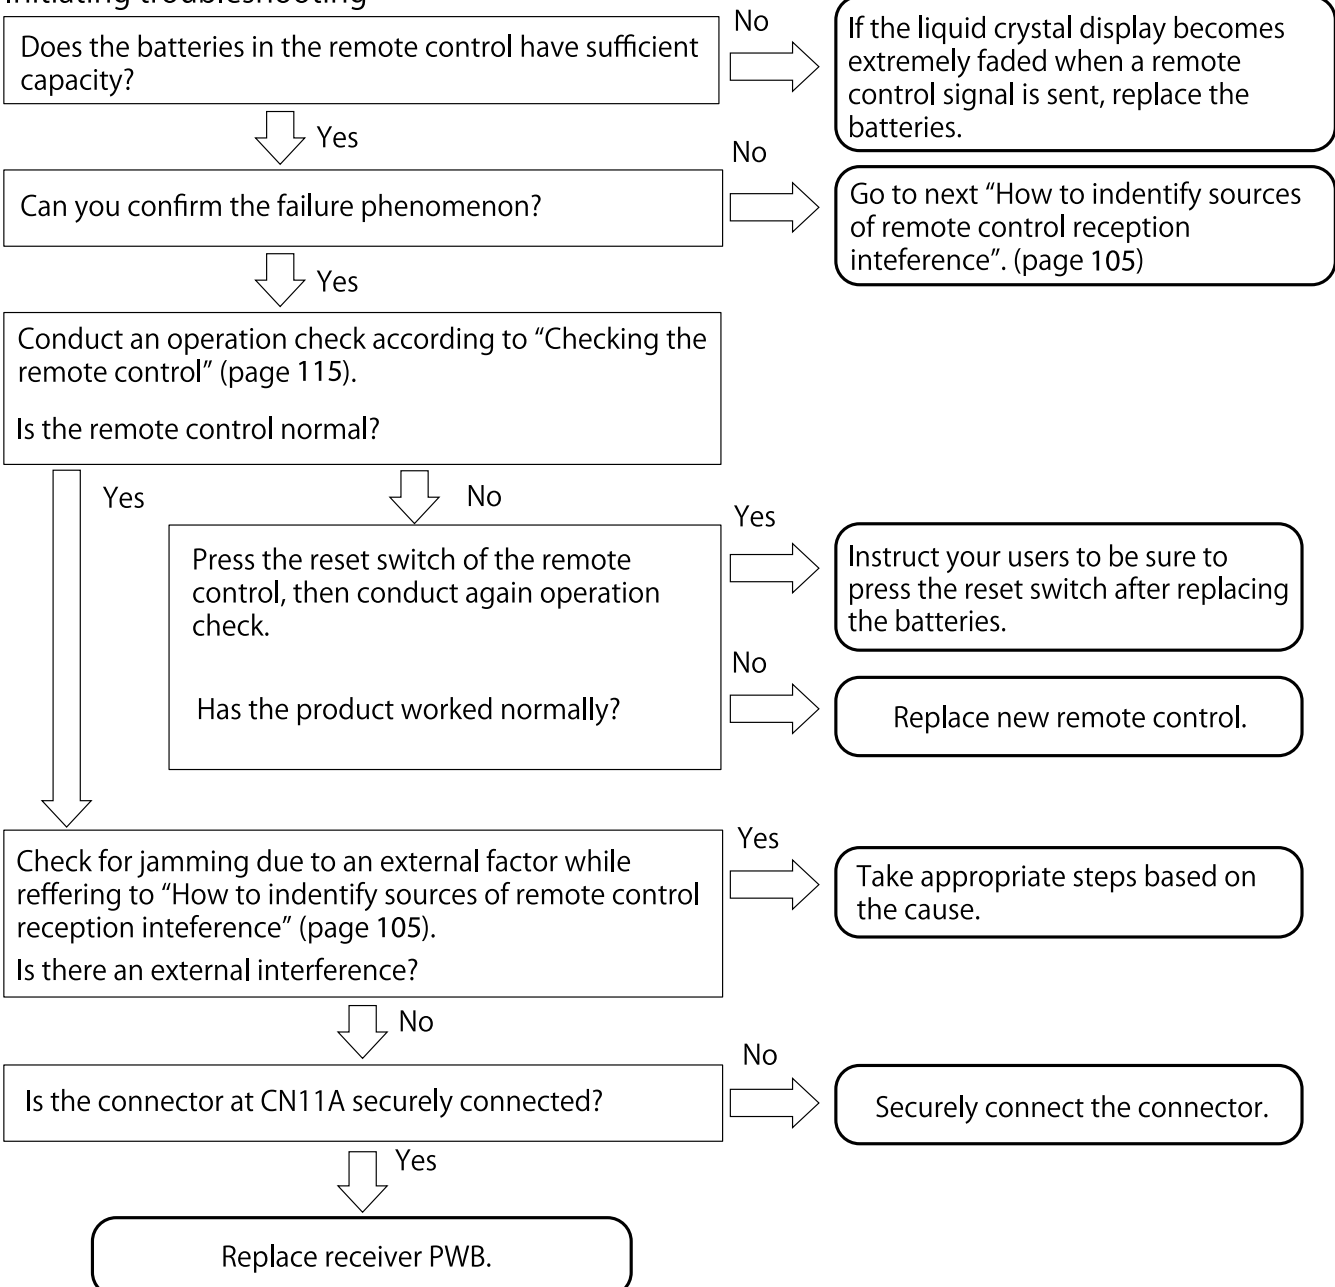 Initiating troubleshooting
Does the batteries in the remote control have sufficient
capacity?
No
If the liquid crystal display becomes
extremely faded when a remote
control signal is sent, replace the
batteries.
Yes
Can you confirm the failure phenomenon?
No
Go to next “How to indentify sources
of remote control reception
inteference”. (page 105)
Yes
Conduct an operation check according to “Checking the
remote control” (page 115).
Is the remote control normal?
Yes
No
Press the reset switch of the remote
control, then conduct again operation
check.
Has the product worked normally?
Yes
Instruct your users to be sure to
press the reset switch after replacing
the batteries.
No
Replace new remote control.
Check for jamming due to an external factor while
reffering to “How to indentify sources of remote control
reception inteference” (page 105).
Is there an external interference?
Yes
Take appropriate steps based on
the cause.
No
Is the connector at CN11A securely connected?
No
Securely connect the connector.
Yes
Replace receiver PWB.